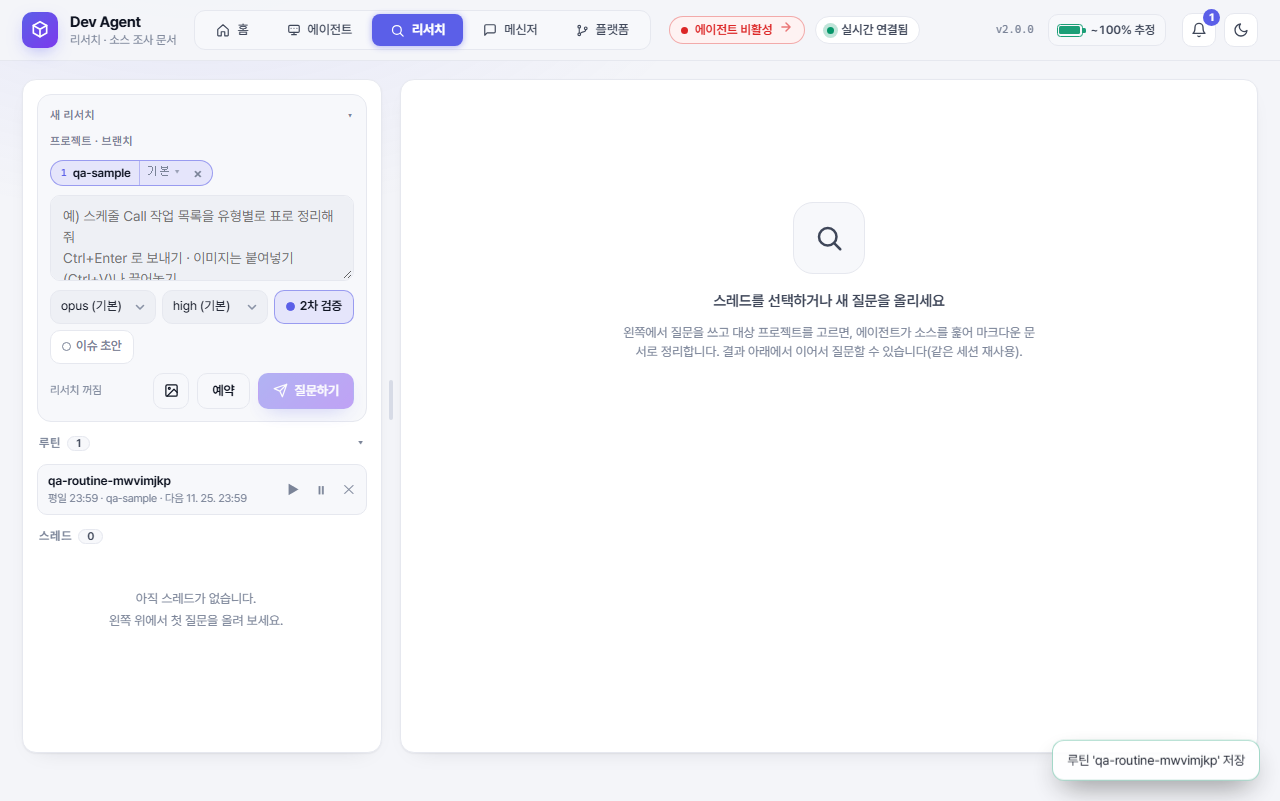 Dev Agent
리서치 · 소스 조사 문서
홈
에이전트
리서치
메신저
플랫폼
에이전트 비활성 →
실시간 연결됨
v2.0.0
~100% 추정
1
새 리서치
프로젝트 · 브랜치
1 qa-sample 기본 ×
예) 스케줄 Call 작업 목록을 유형별로 표로 정리해
줘
Ctrl+Enter 로 보내기 · 이미지는 붙여넣기
(Ctrl+V)나 끌어놓기
opus (기본)
high (기본)
2차 검증
이슈 초안
리서치 꺼짐
예약
질문하기
루틴 1
qa-routine-mwvimjkp
평일 23:59 · qa-sample · 다음 11. 25. 23:59
스레드 0
아직 스레드가 없습니다.
왼쪽 위에서 첫 질문을 올려 보세요.
스레드를 선택하거나 새 질문을 올리세요
왼쪽에서 질문을 쓰고 대상 프로젝트를 고르면, 에이전트가 소스를 훑어 마크다운 문
서로 정리합니다. 결과 아래에서 이어서 질문할 수 있습니다(같은 세션 재사용).
루틴 'qa-routine-mwvimjkp' 저장